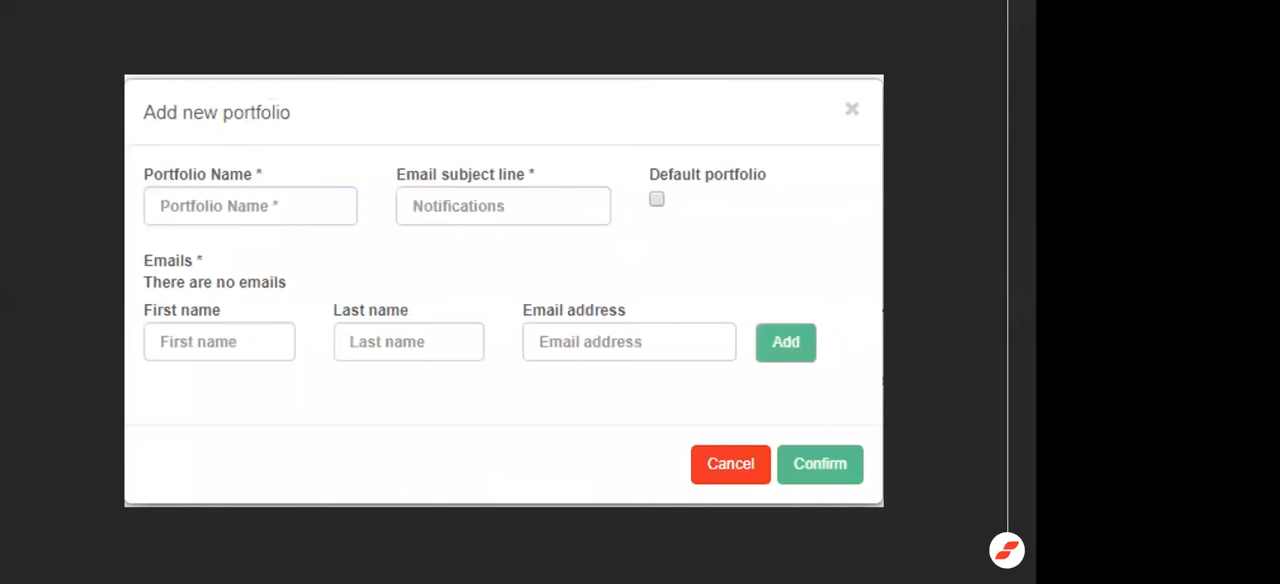 Add new portfolio ×
Portfolio Name * Email subject line * Default portfolio
Portfolio Name * Notifications
Emails *
There are no emails
First name Last name Email address
First name Last name Email address Add
Cancel Confirm